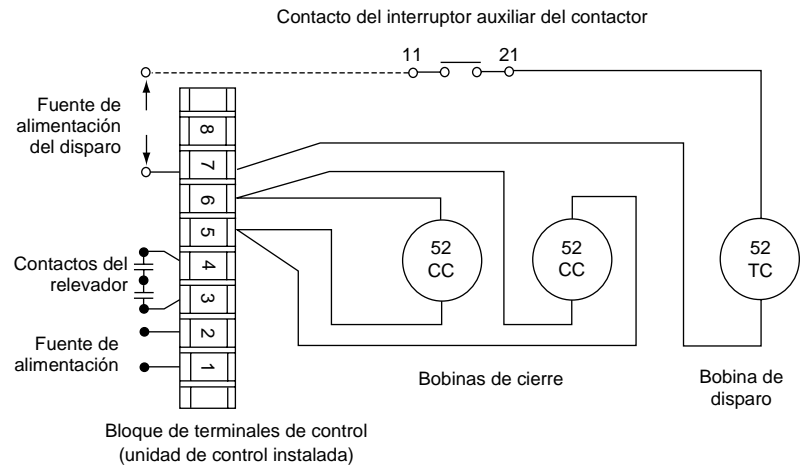 Contacto del interruptor auxiliar del contactor
11
21
Fuente de
alimentación
del disparo
8
7
6
5
4
3
2
1
Contactos del
relevador
Fuente de
alimentación
52
CC
52
CC
52
TC
Bobinas de cierre
Bobina de
disparo
Bloque de terminales de control
(unidad de control instalada)